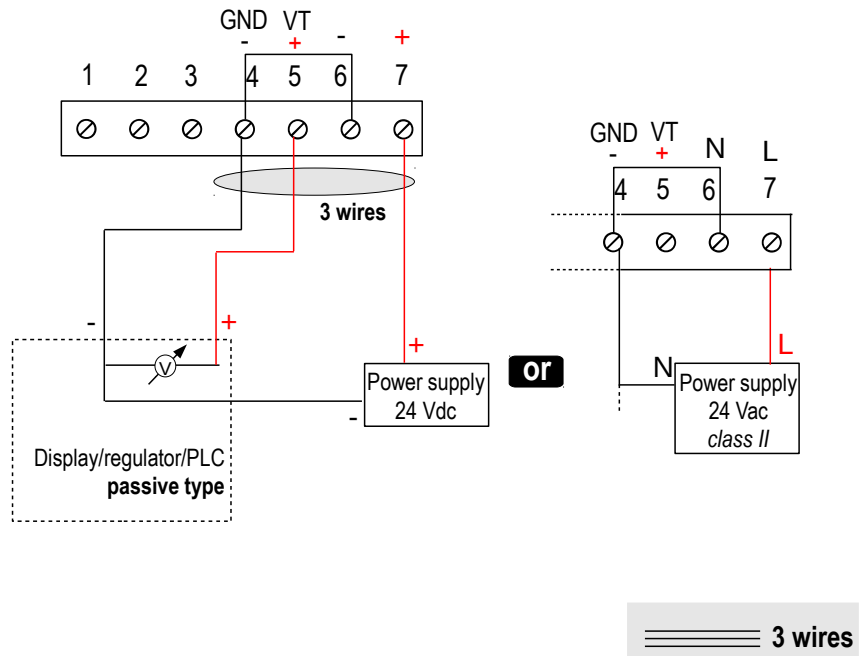 GND VT
- + - +
1 2 3 4 5 6 7
3 wires
- +
V
+
Power supply
24 Vdc
-
Display/regulator/PLC
passive type
or
GND VT N L
- +
4 5 6 7
L
N
Power supply
24 Vac
class II
3 wires